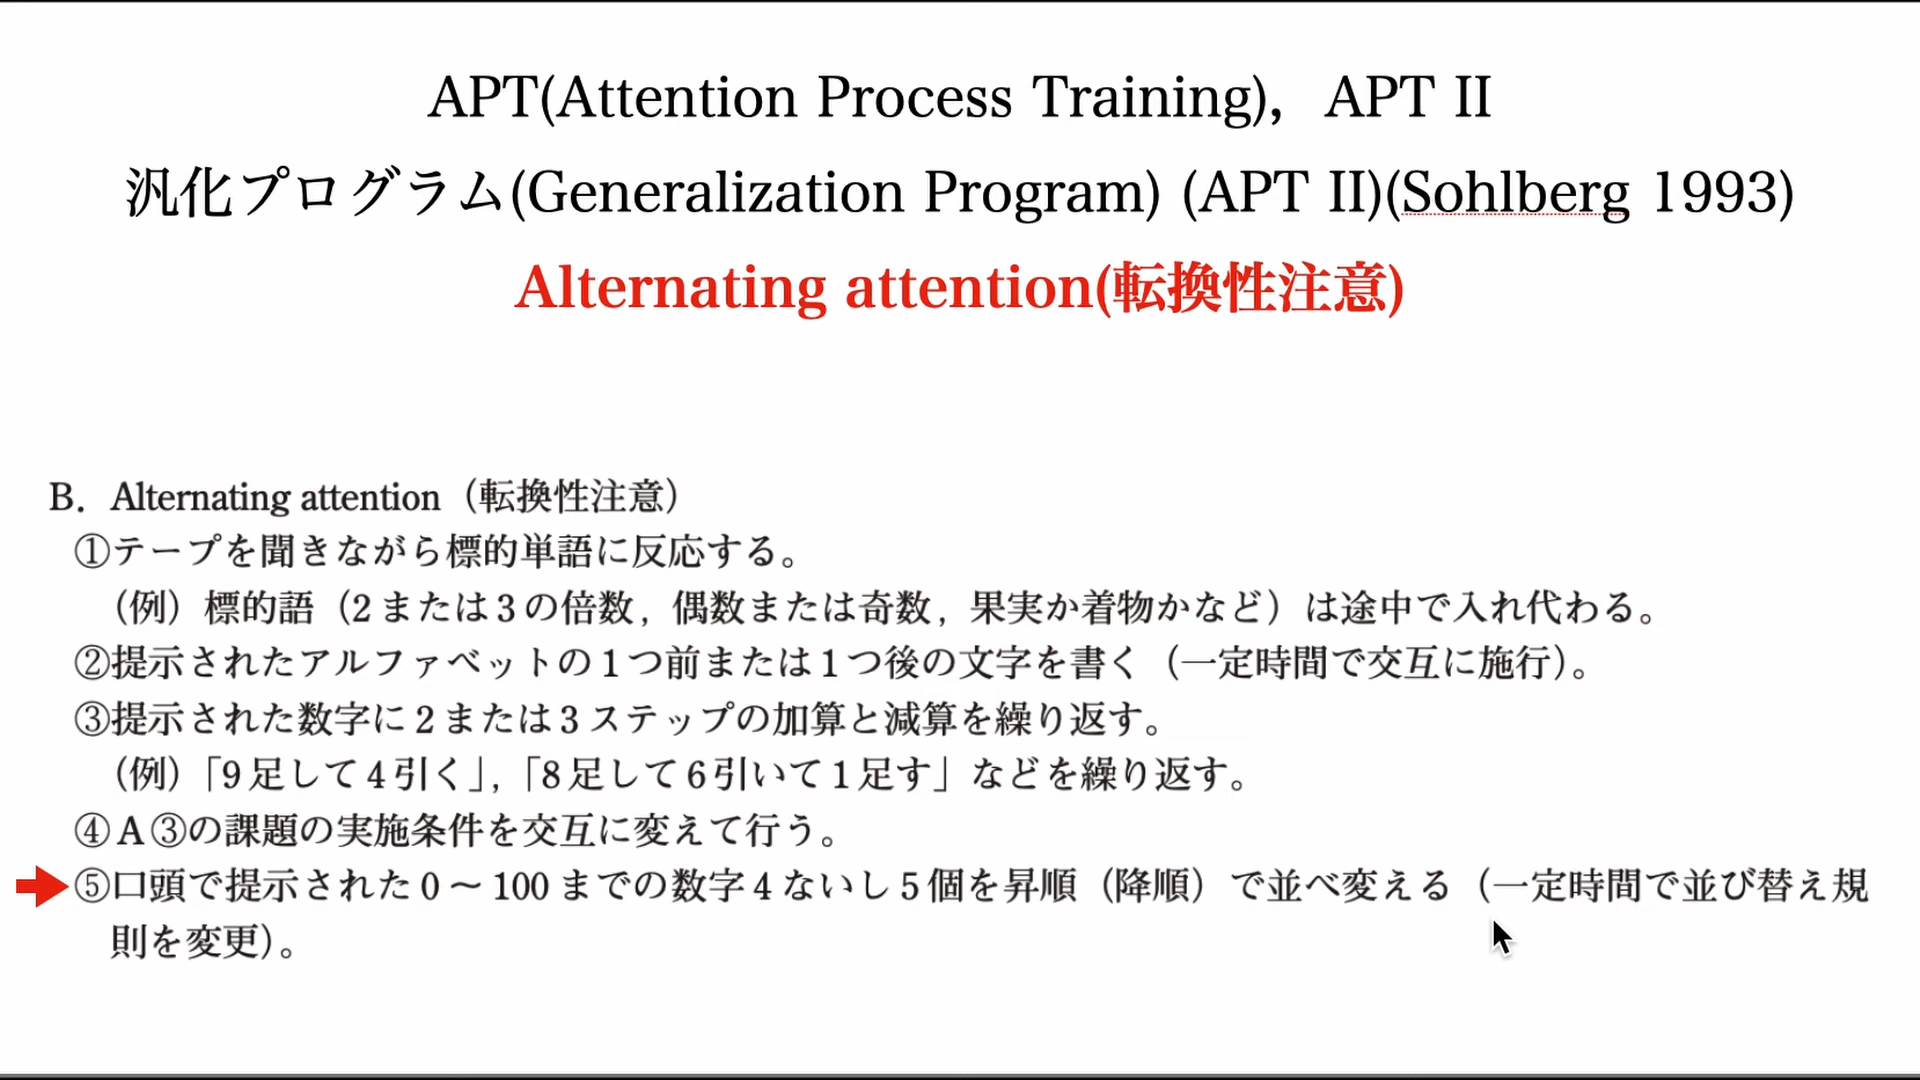 APT(Attention Process Training)，APT II
汎化プログラム(Generalization Program) (APT II)(Sohlberg 1993)
Alternating attention(転換性注意)
B．Alternating attention（転換性注意）
①テープを聞きながら標的単語に反応する。
（例）標的語（2または3の倍数，偶数または奇数，果実か着物かなど）は途中で入れ代わる。
②提示されたアルファベットの1つ前または1つ後の文字を書く（一定時間で交互に施行）。
③提示された数字に2または3ステップの加算と減算を繰り返す。
（例）「9足して4引く」，「8足して6引いて1足す」などを繰り返す。
④A③の課題の実施条件を交互に変えて行う。
⑤口頭で提示された0～100までの数字4ないし5個を昇順（降順）で並べ変える（一定時間で並び替え規
則を変更）。